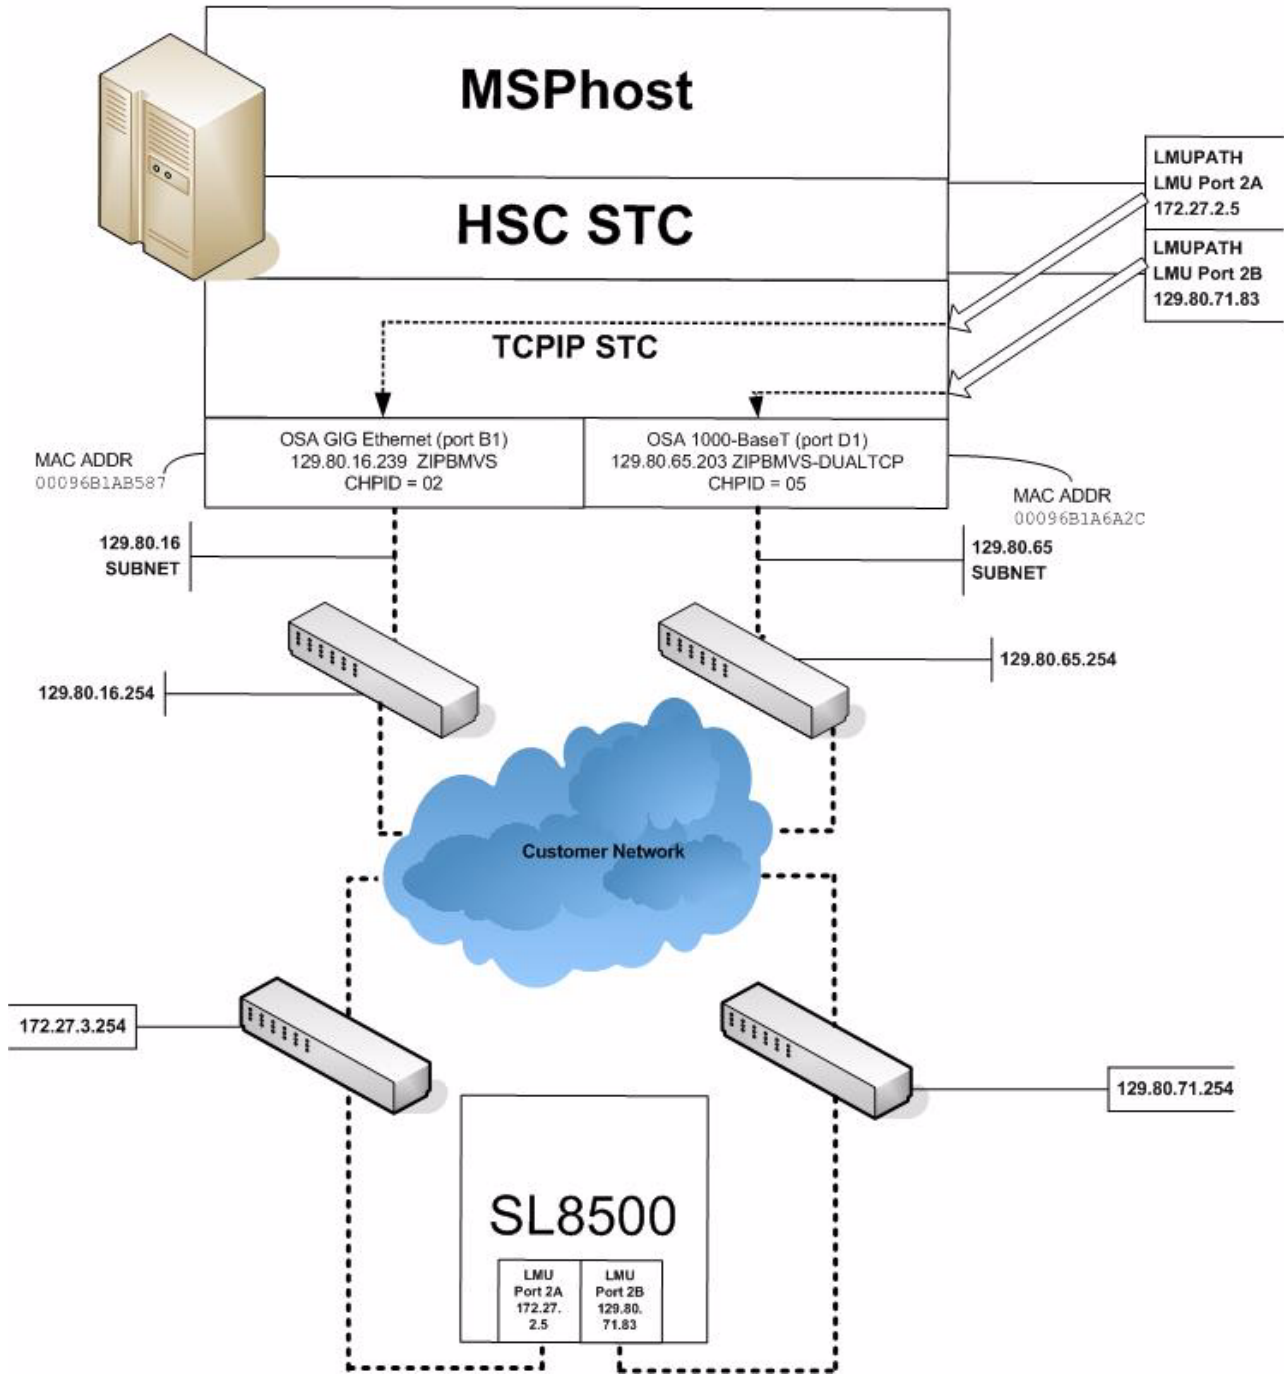 MSPhost
LMUPATH
LMU Port 2A
172.27.2.5
HSC STC
LMUPATH
LMU Port 2B
129.80.71.83
TCPIP STC
OSA GIG Ethernet (port B1)
129.80.16.239 ZIPBMVS
CHPID = 02
OSA 1000-BaseT (port D1)
129.80.65.203 ZIPBMVS-DUALTCP
CHPID = 05
MAC ADDR
00096B1AB587
MAC ADDR
00096B1A6A2C
129.80.16
SUBNET
129.80.65
SUBNET
129.80.65.254
129.80.16.254
Customer Network
172.27.3.254
129.80.71.254
SL8500
LMU
Port 2A
172.27.
2.5
LMU
Port 2B
129.80.
71.83